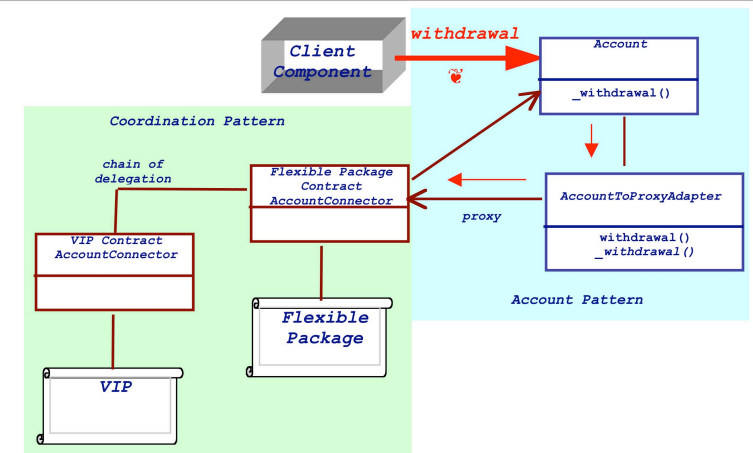 withdrawal
Client
Component
Account
_withdrawal()
Coordination Pattern
chain of
delegation
Flexible Package
Contract
AccountConnector
AccountToProxyAdapter
proxy
withdrawal()
_withdrawal()
VIP Contract
AccountConnector
Account Pattern
Flexible
Package
VIP